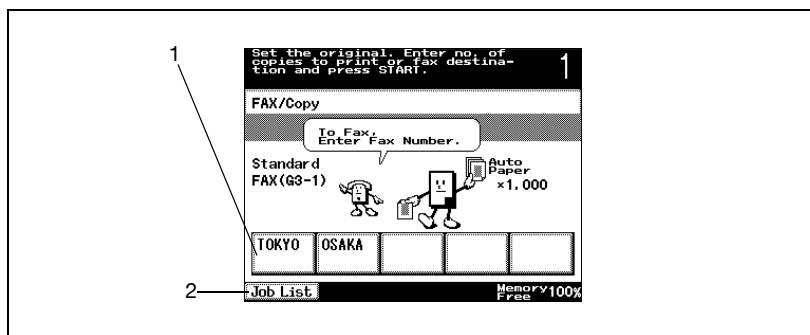 1
Set the original. Enter no. of
copies to print or fax destina-
tion and press START.
1
FAX/Copy
To Fax,
Enter Fax Number.
Standard
FAX(G3-1)
Auto
Paper
×1.000
TOKYO
OSAKA
2
Job List
Memory
Free
100%